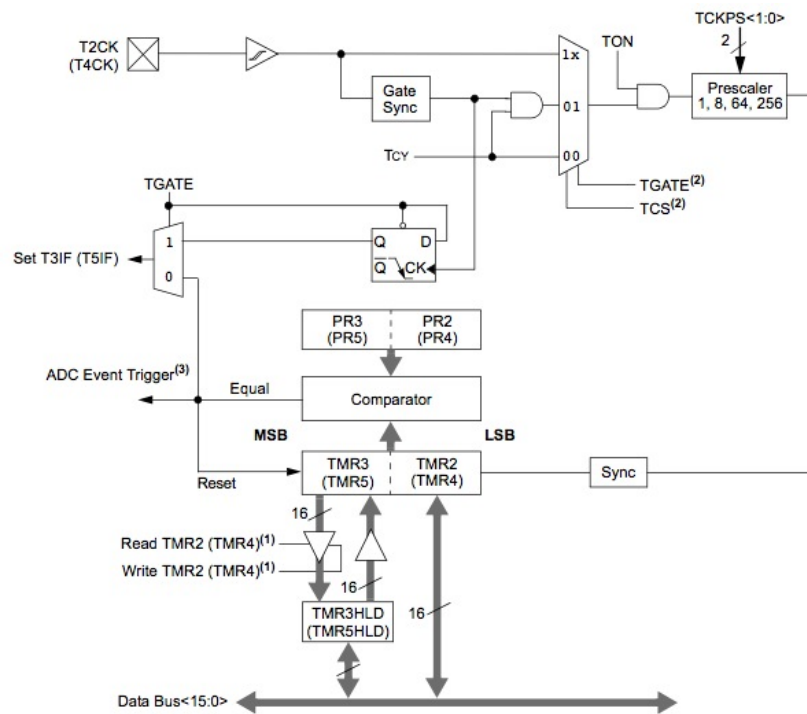 TCKPS<1:0>
2
T2CK
(T4CK)
TON
1x
Prescaler
1, 8, 64, 256
Gate
Sync
01
TCY
00
TGATE(2)
TCS(2)
TGATE
1
Q D
Set T3IF (T5IF)
Q CK
0
PR3 PR2
(PR5) (PR4)
ADC Event Trigger(3)
Equal
Comparator
MSB LSB
TMR3 TMR2
(TMR5) (TMR4)
Sync
Reset
16
Read TMR2 (TMR4)(1)
Write TMR2 (TMR4)(1)
16
16
TMR3HLD
(TMR5HLD)
Data Bus<15:0>